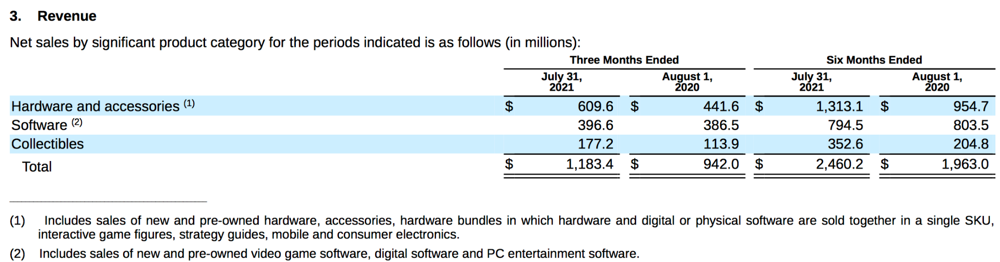 3. Revenue
Net sales by significant product category for the periods indicated is as follows (in millions):
Three Months Ended Six Months Ended
July 31, 2021 August 1, 2020 July 31, 2021 August 1, 2020
Hardware and accessories (1) $ 609.6 $ 441.6 $ 1,313.1 $ 954.7
Software (2) 396.6 386.5 794.5 803.5
Collectibles 177.2 113.9 352.6 204.8
Total $ 1,183.4 $ 942.0 $ 2,460.2 $ 1,963.0
(1) Includes sales of new and pre-owned hardware, accessories, hardware bundles in which hardware and digital or physical software are sold together in a single SKU,
interactive game figures, strategy guides, mobile and consumer electronics.
(2) Includes sales of new and pre-owned video game software, digital software and PC entertainment software.